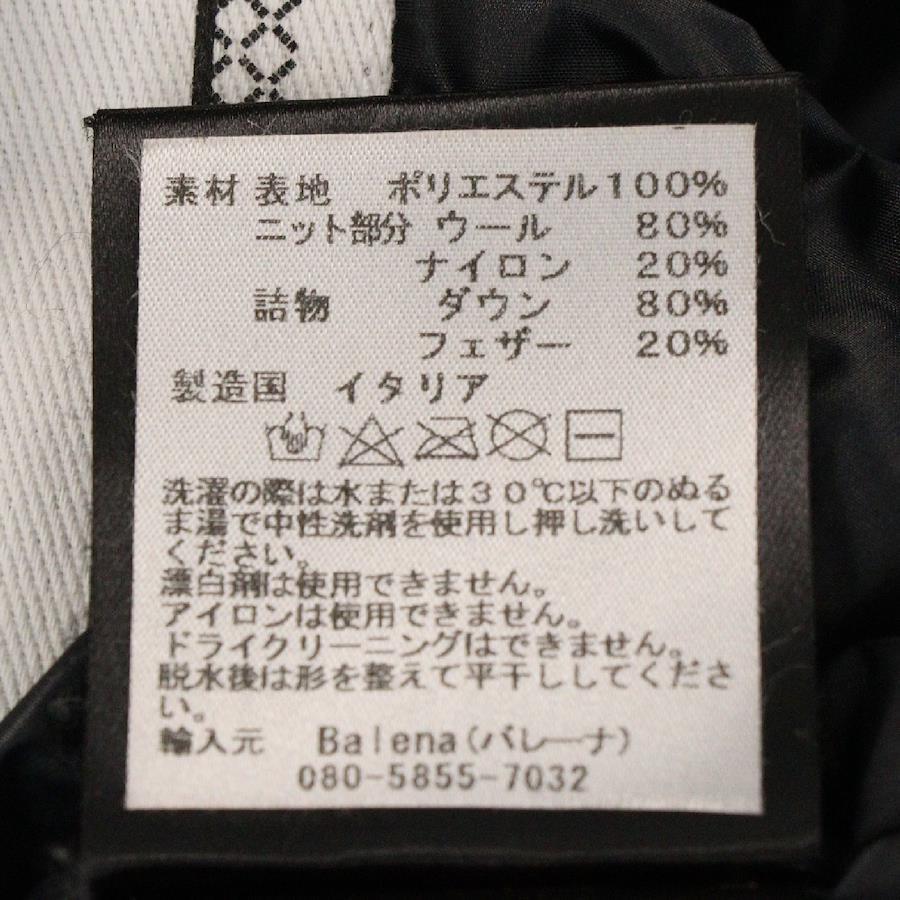 素材 表地 ポリエステル100%
ニット部分 ウール 80%
ナイロン 20%
詰物 ダウン 80%
フェザー 20%
製造国 イタリア
洗濯の際は水または30℃以下のぬる
ま湯で中性洗剤を使用し押し洗いして
ください。
漂白剤は使用できません。
アイロンは使用できません。
ドライクリーニングはできません。
脱水後は形を整えて平干ししてくださ
い。
輸入元 Balena(バレーナ)
080-5855-7032